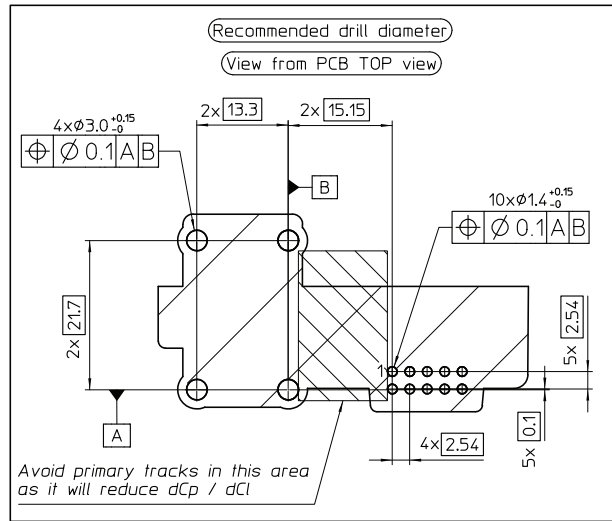 Recommended drill diameter
View from PCB TOP view
2x 13.3
2x 15.15
4xø3.0 +0.15 -0
⌖ Ø 0.1 A B
B
10xø1.4 +0.15 -0
⌖ Ø 0.1 A B
2x 21.7
5x 2.54
1
A
4x 2.54
5x 0.1
Avoid primary tracks in this area
as it will reduce dCp / dCl